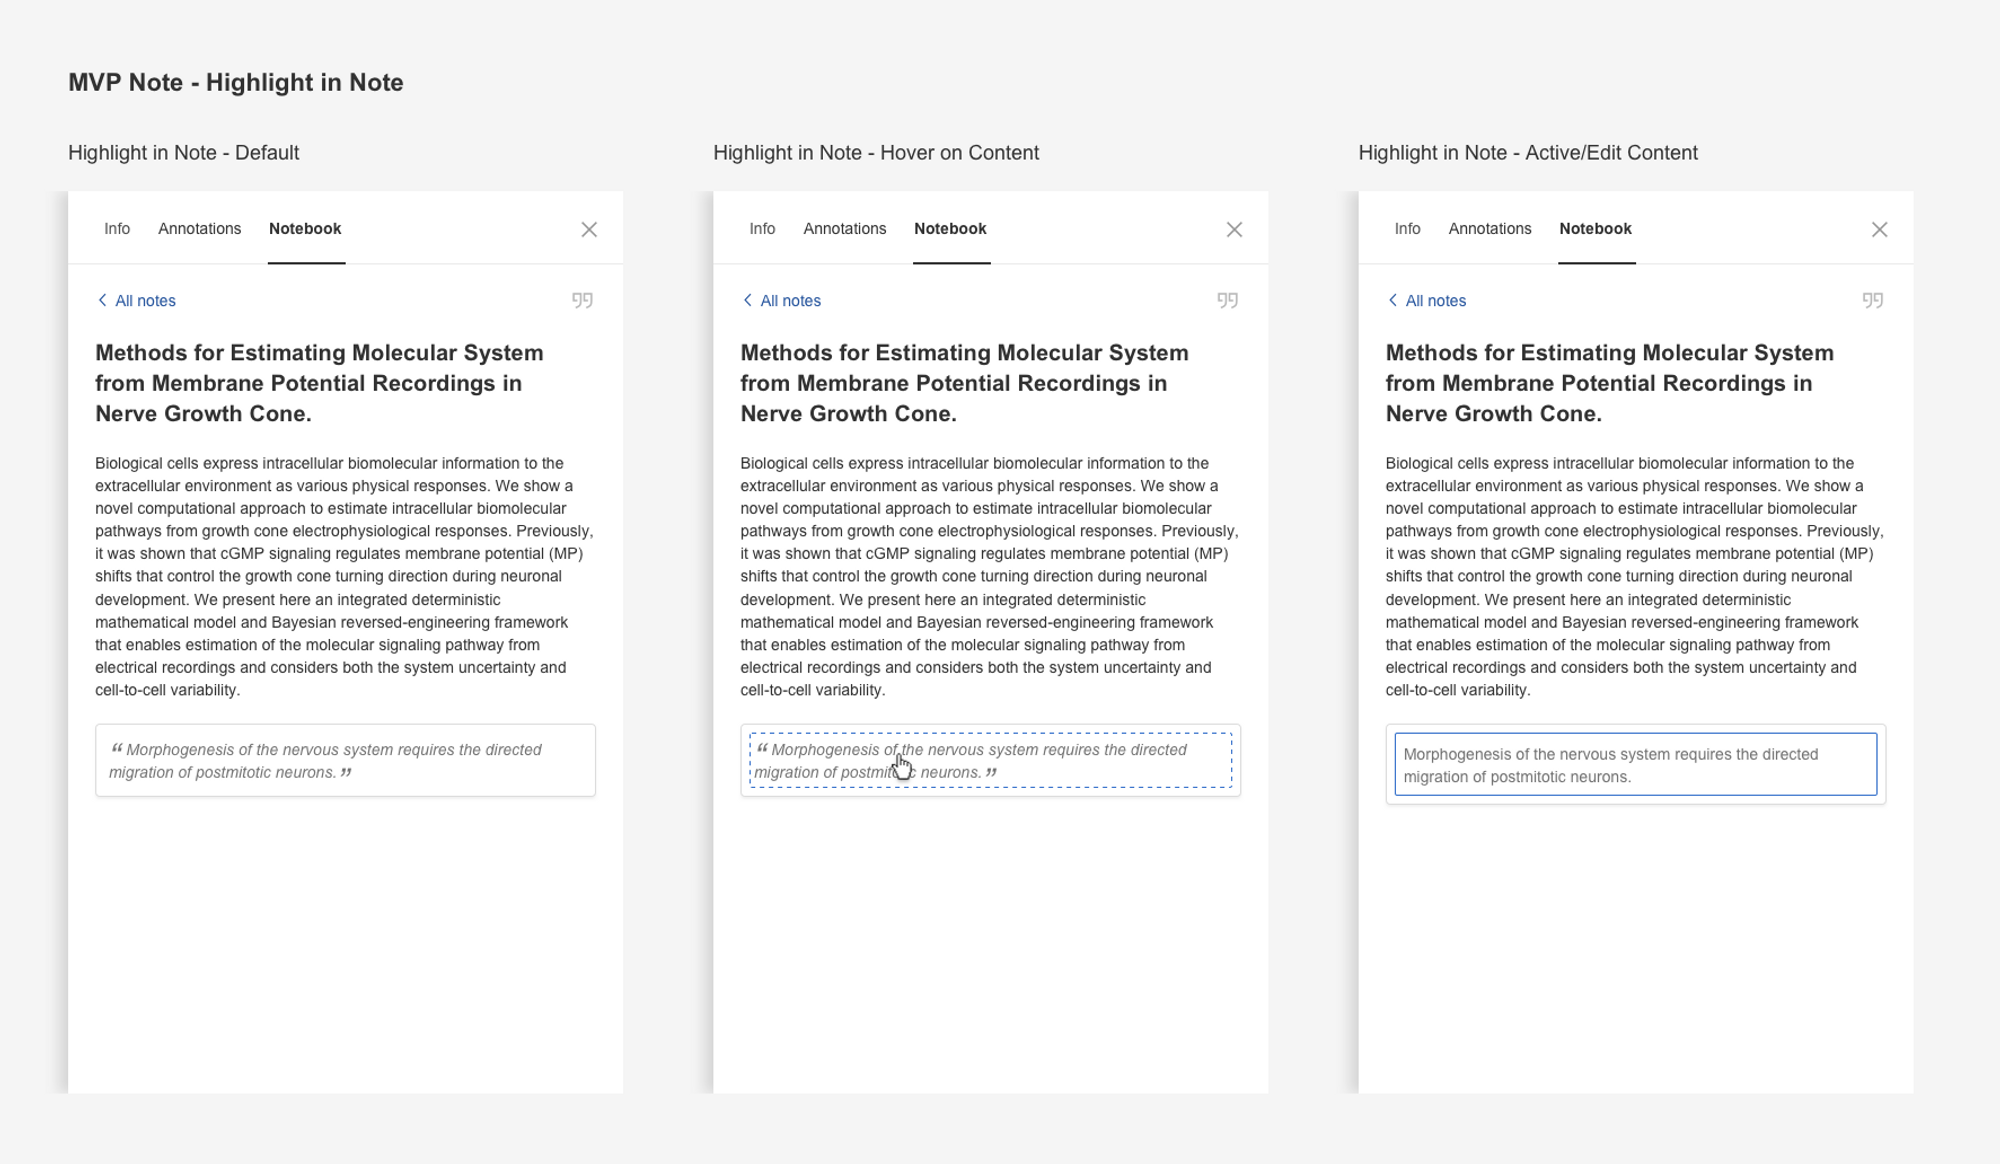 MVP Note - Highlight in Note
Highlight in Note - Default
Info Annotations Notebook
All notes
Methods for Estimating Molecular System
from Membrane Potential Recordings in
Nerve Growth Cone.
Biological cells express intracellular biomolecular information to the
extracellular environment as various physical responses. We show a
novel computational approach to estimate intracellular biomolecular
pathways from growth cone electrophysiological responses. Previously,
it was shown that cGMP signaling regulates membrane potential (MP)
shifts that control the growth cone turning direction during neuronal
development. We present here an integrated deterministic
mathematical model and Bayesian reversed-engineering framework
that enables estimation of the molecular signaling pathway from
electrical recordings and considers both the system uncertainty and
cell-to-cell variability.
“ Morphogenesis of the nervous system requires the directed
migration of postmitotic neurons. ”
Highlight in Note - Hover on Content
Info Annotations Notebook
All notes
Methods for Estimating Molecular System
from Membrane Potential Recordings in
Nerve Growth Cone.
Biological cells express intracellular biomolecular information to the
extracellular environment as various physical responses. We show a
novel computational approach to estimate intracellular biomolecular
pathways from growth cone electrophysiological responses. Previously,
it was shown that cGMP signaling regulates membrane potential (MP)
shifts that control the growth cone turning direction during neuronal
development. We present here an integrated deterministic
mathematical model and Bayesian reversed-engineering framework
that enables estimation of the molecular signaling pathway from
electrical recordings and considers both the system uncertainty and
cell-to-cell variability.
“ Morphogenesis of the nervous system requires the directed
migration of postmitotic neurons. ”
Highlight in Note - Active/Edit Content
Info Annotations Notebook
All notes
Methods for Estimating Molecular System
from Membrane Potential Recordings in
Nerve Growth Cone.
Biological cells express intracellular biomolecular information to the
extracellular environment as various physical responses. We show a
novel computational approach to estimate intracellular biomolecular
pathways from growth cone electrophysiological responses. Previously,
it was shown that cGMP signaling regulates membrane potential (MP)
shifts that control the growth cone turning direction during neuronal
development. We present here an integrated deterministic
mathematical model and Bayesian reversed-engineering framework
that enables estimation of the molecular signaling pathway from
electrical recordings and considers both the system uncertainty and
cell-to-cell variability.
Morphogenesis of the nervous system requires the directed
migration of postmitotic neurons.